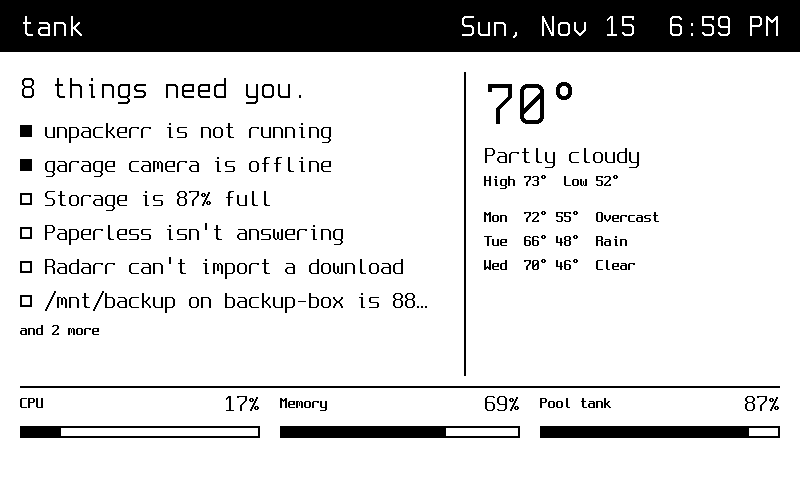 tank
Sun, Nov 15  6:59 PM
8 things need you.
unpackerr is not running
garage camera is offline
Storage is 87% full
Paperless isn't answering
Radarr can't import a download
/mnt/backup on backup-box is 88…
and 2 more
70°
Partly cloudy
High 73°  Low 52°
Mon  72° 55°  Overcast
Tue  66° 48°  Rain
Wed  70° 46°  Clear
CPU 17%
Memory 69%
Pool tank 87%